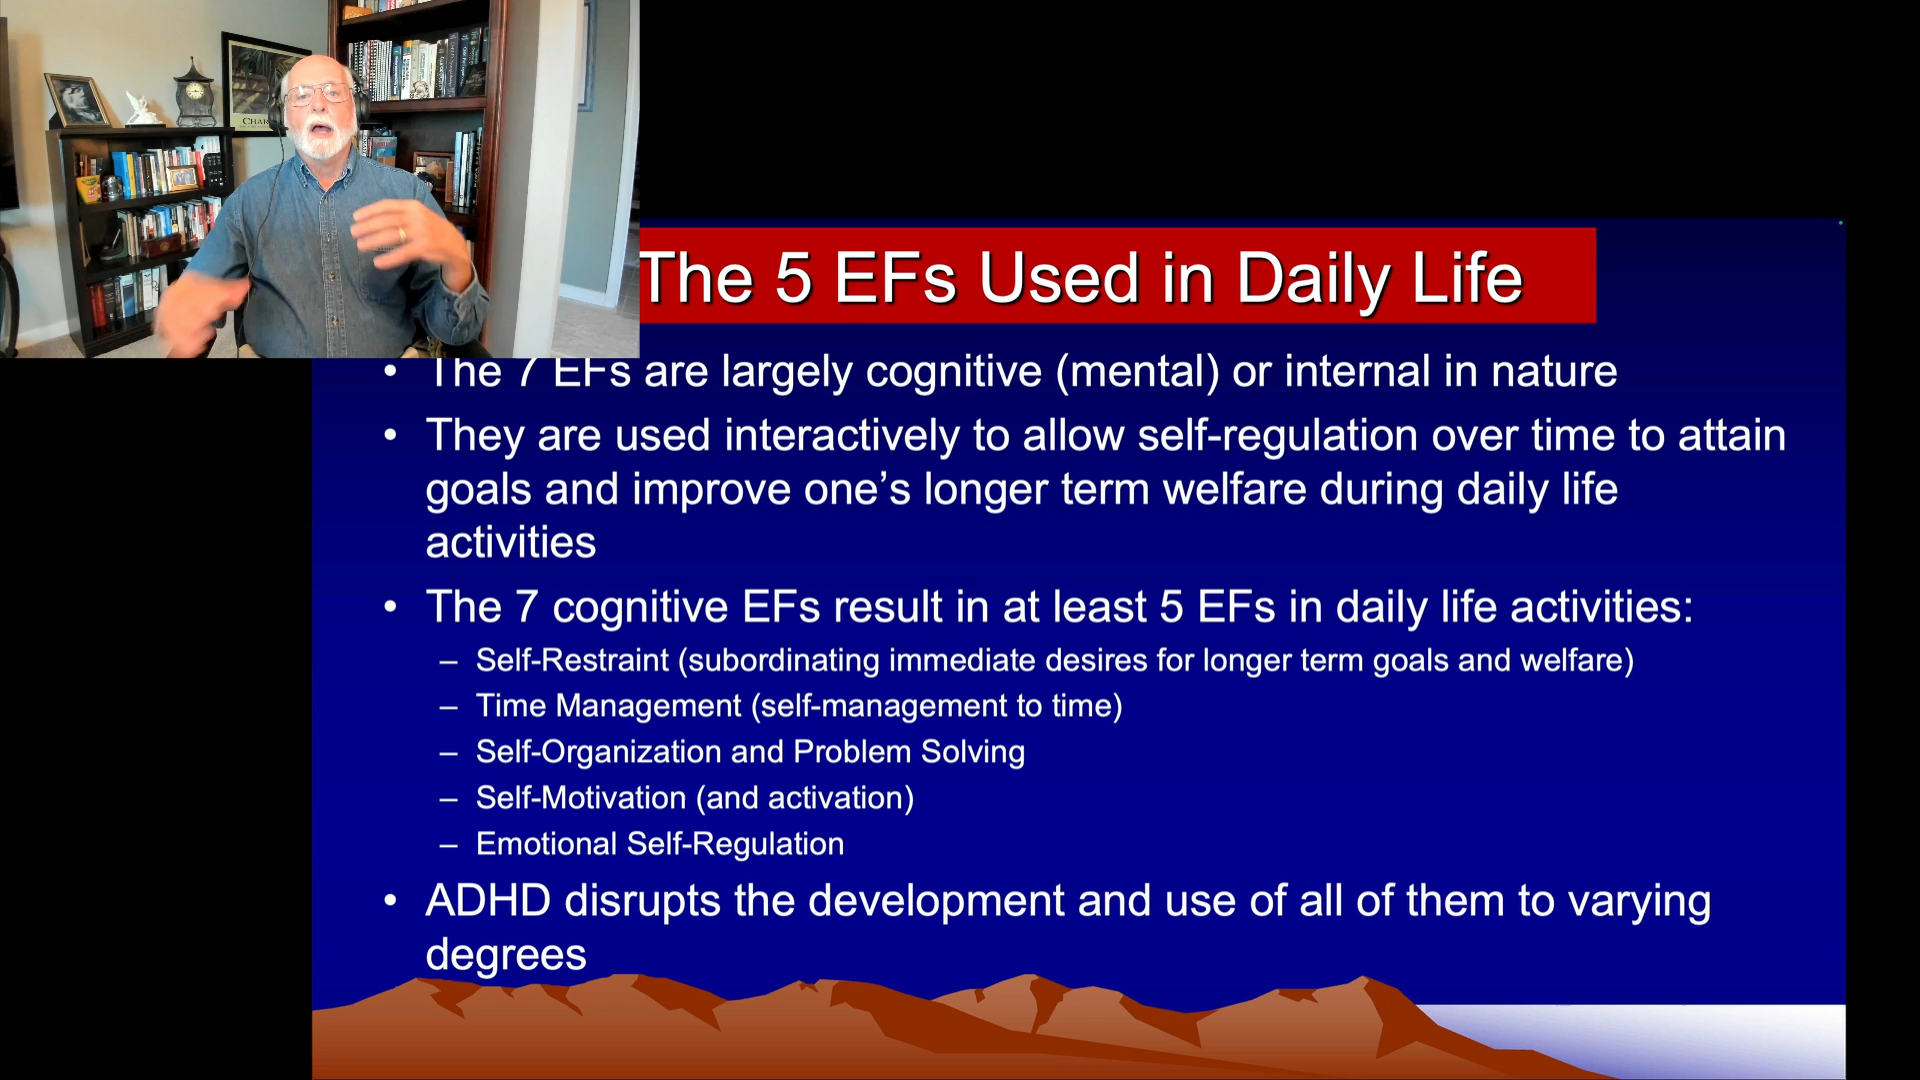 CHAR
The 5 EFs Used in Daily Life
• The 7 EFs are largely cognitive (mental) or internal in nature
• They are used interactively to allow self-regulation over time to attain
goals and improve one’s longer term welfare during daily life
activities
• The 7 cognitive EFs result in at least 5 EFs in daily life activities:
– Self-Restraint (subordinating immediate desires for longer term goals and welfare)
– Time Management (self-management to time)
– Self-Organization and Problem Solving
– Self-Motivation (and activation)
– Emotional Self-Regulation
• ADHD disrupts the development and use of all of them to varying
degrees